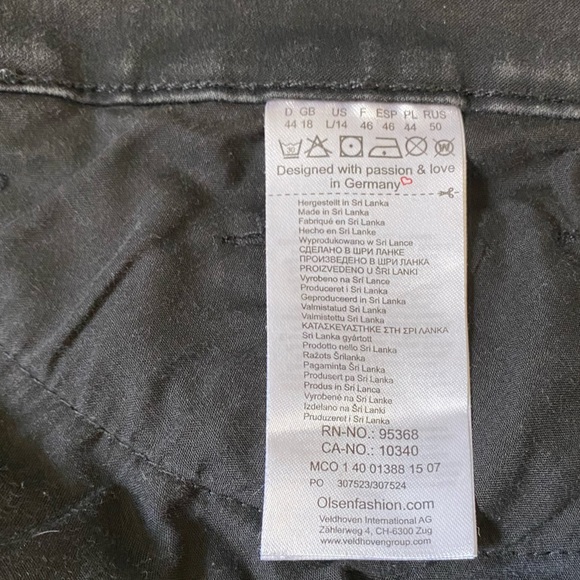 D GB US F ESP PL RUS
44 18 L/14 46 46 44 50
30
Designed with passion & love
in Germany
Hergestellt in Sri Lanka
Made in Sri Lanka
Fabriqué en Sri Lanka
Hecho en Sri Lanka
Wyprodukowano w Sri Lance
СДЕЛАНО В ШРИ ЛАНКЕ
ПРОИЗВЕДЕНО В ШРИ ЛАНКА
PROIZVEDENO U ŠRI LANKI
Vyrobeno na Sri Lance
Produceret i Sri Lanka
Geproduceerd in Sri Lanka
Valmistatud Sri Lanka
Valmistettu Sri Lanka
ΚΑΤΑΣΚΕΥΑΣΤΗΚΕ ΣΤΗ ΣΡΙ ΛΑΝΚΑ
Sri Lanka gyártott
Prodotto nello Sri Lanka
Ražots Šrilanka
Pagaminta Šri Lanka
Produsert pa Sri Lanka
Produs in Sri Lanca
Vyrobené na Sri Lanke
Izdelano na Šri Lanki
Pruduzeret i Sri Lanka
RN-NO.: 95368
CA-NO.: 10340
MCO 1 40 01388 15 07
PO 307523/307524
Olsenfashion.com
Veldhoven International AG
Zählerweg 4, CH-6300 Zug
www.veldhovengroup.com